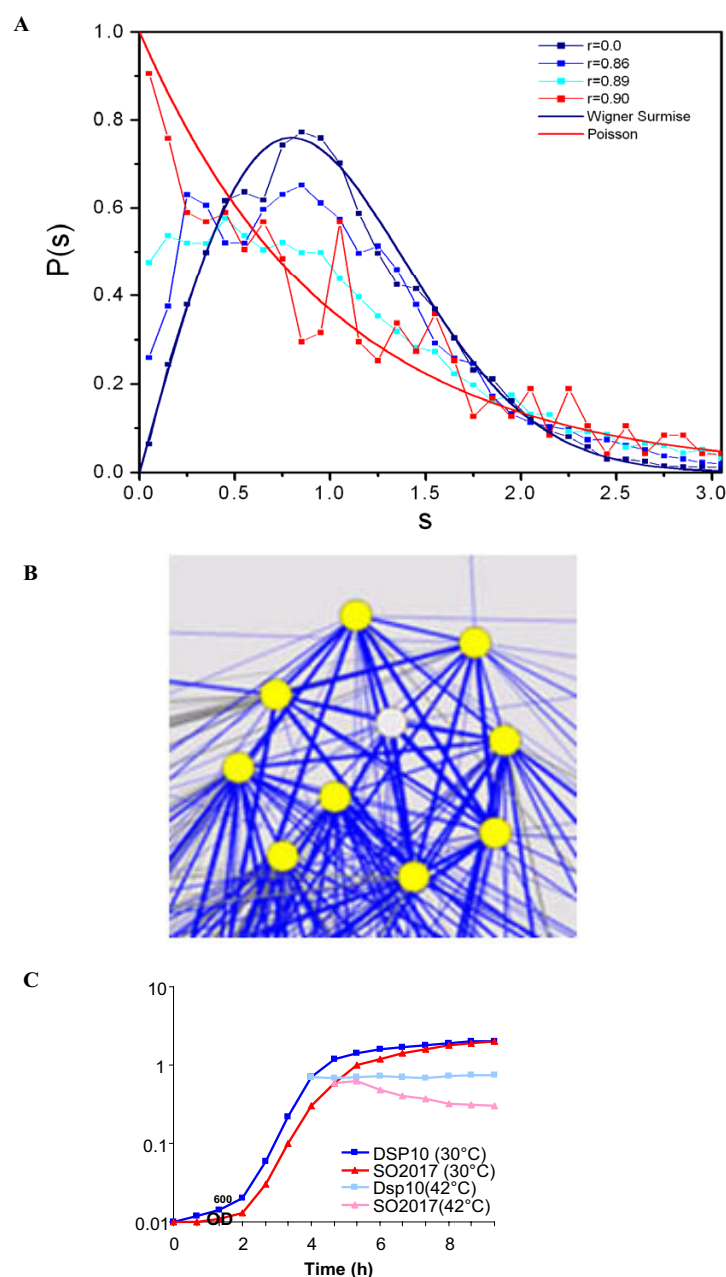 A
1.0
0.8
0.6
0.4
0.2
0.0
P(s)
r=0.0
r=0.86
r=0.89
r=0.90
Wigner Surmise
Poisson
0.0 0.5 1.0 1.5 2.0 2.5 3.0
s
B
C
10
1
0.1
0.01
600
OD
DSP10 (30°C)
SO2017 (30°C)
Dsp10(42°C)
SO2017(42°C)
0 2 4 6 8
Time (h)